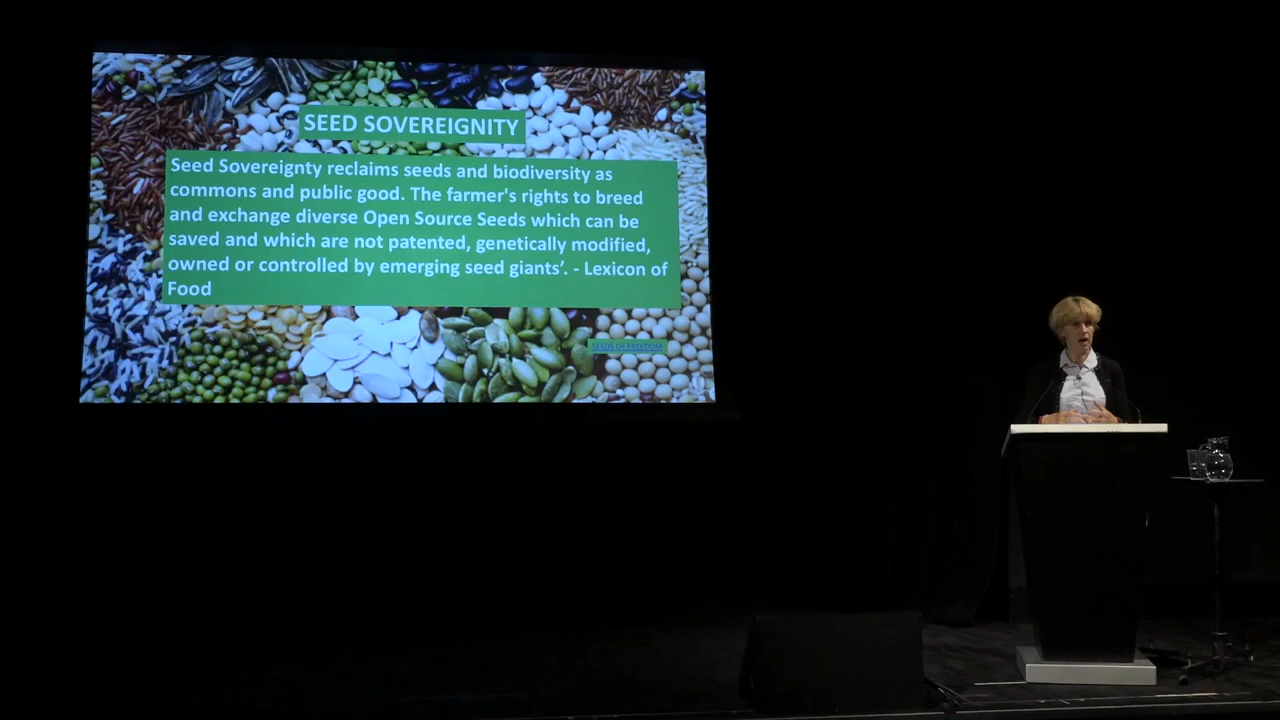 SEED SOVEREIGNITY
Seed Sovereignty reclaims seeds and biodiversity as
commons and public good. The farmer's rights to breed
and exchange diverse Open Source Seeds which can be
saved and which are not patented, genetically modified,
owned or controlled by emerging seed giants’. - Lexicon of
Food
SEEDS OF FREEDOM